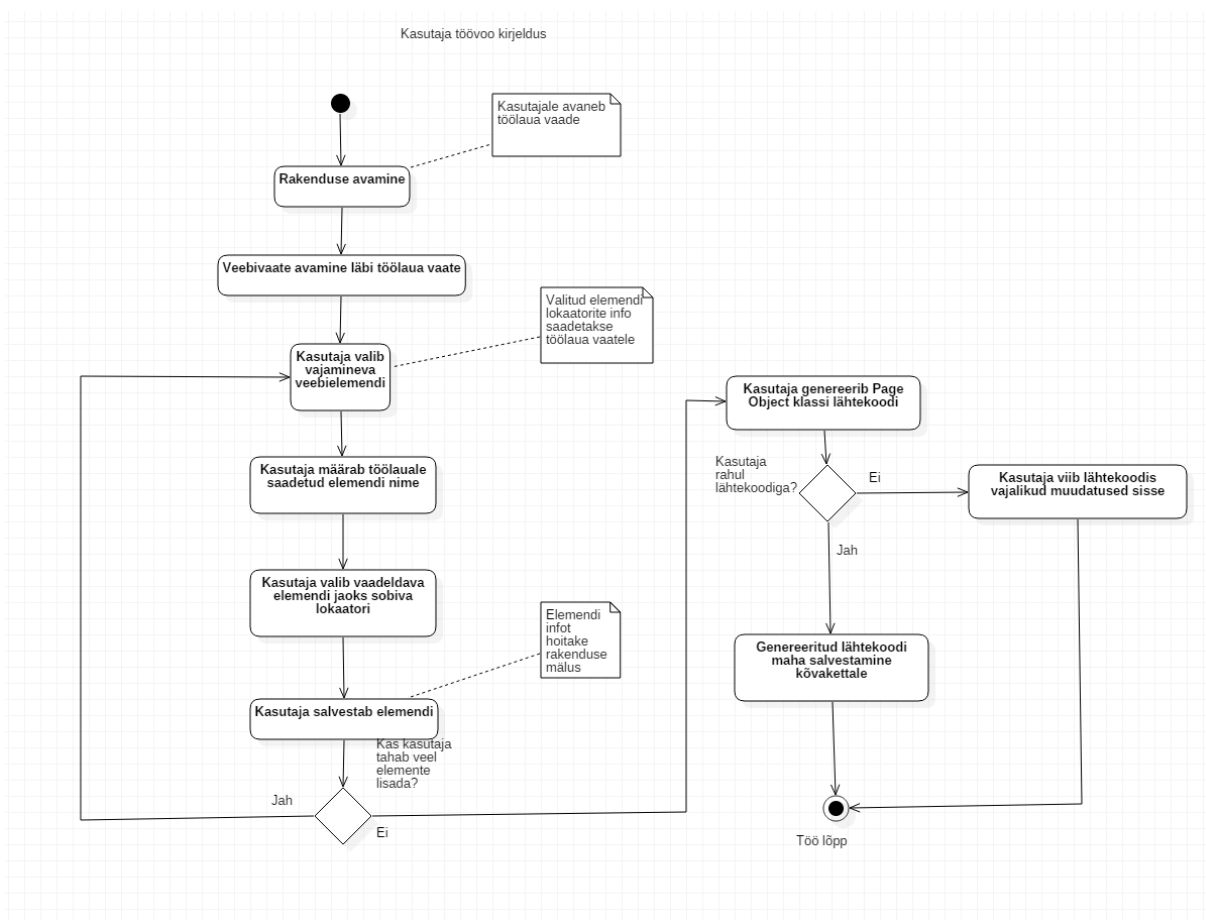 Kasutaja töövoo kirjeldus
Kasutajale avaneb
töölaua vaade
Rakenduse avamine
Veebivaate avamine läbi töölaua vaate
Valitud elemendi
lokaatorite info
saadetakse
töölaua vaatele
Kasutaja valib
vajamineva
veebielemendi
Kasutaja määrab töölauale
saadetud elemendi nime
Kasutaja valib vaadeldava
elemendi jaoks sobiva
lokaatori
Elemendi
infot
hoitake
rakenduse
mälus
Kasutaja salvestab elemendi
Kas kasutaja
tahab veel
elemente
lisada?
Jah
Ei
Kasutaja genereerib Page
Object klassi lähtekoodi
Kasutaja
rahul
lähtekoodiga?
Ei
Kasutaja viib lähtekoodis
vajalikud muudatused sisse
Jah
Genereeritud lähtekoodi
maha salvestamine
kõvakettale
Töö lõpp